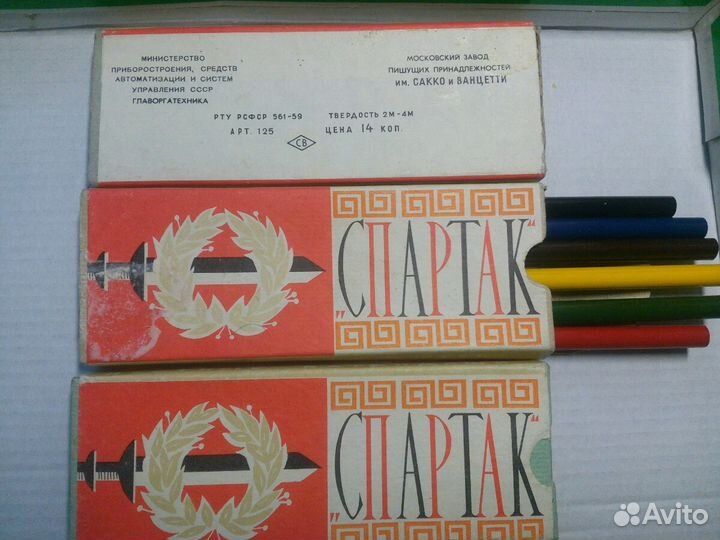 МИНИСТЕРСТВО
ПРИБОРОСТРОЕНИЯ, СРЕДСТВ
АВТОМАТИЗАЦИИ И СИСТЕМ
УПРАВЛЕНИЯ СССР
ГЛАВОРГАТЕХНИКА
МОСКОВСКИЙ ЗАВОД
ПИШУЩИХ ПРИНАДЛЕЖНОСТЕЙ
ИМ. САККО И ВАНЦЕТТИ
РТУ РСФСР 561-59 ТВЕРДОСТЬ 2М-4М
АРТ. 125 ЦЕНА 14 КОП.
СВ
„СПАРТАК“
„СПАРТАК“
Avito